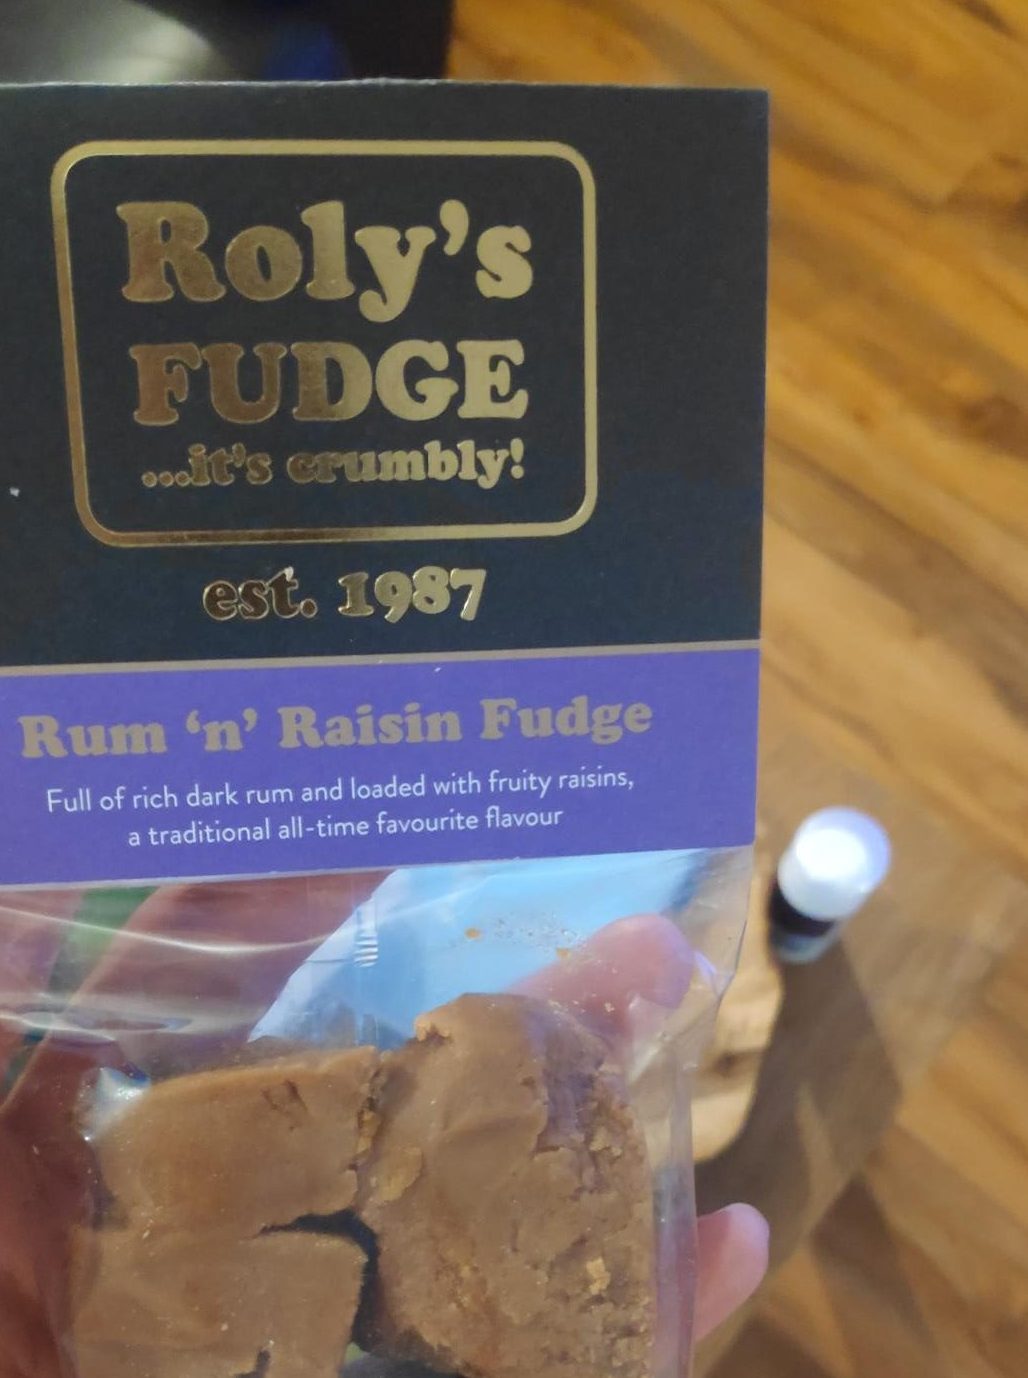 Roly's
FUDGE
...it's crumbly!
est. 1987
Rum 'n' Raisin Fudge
Full of rich dark rum and loaded with fruity raisins,
a traditional all-time favourite flavour